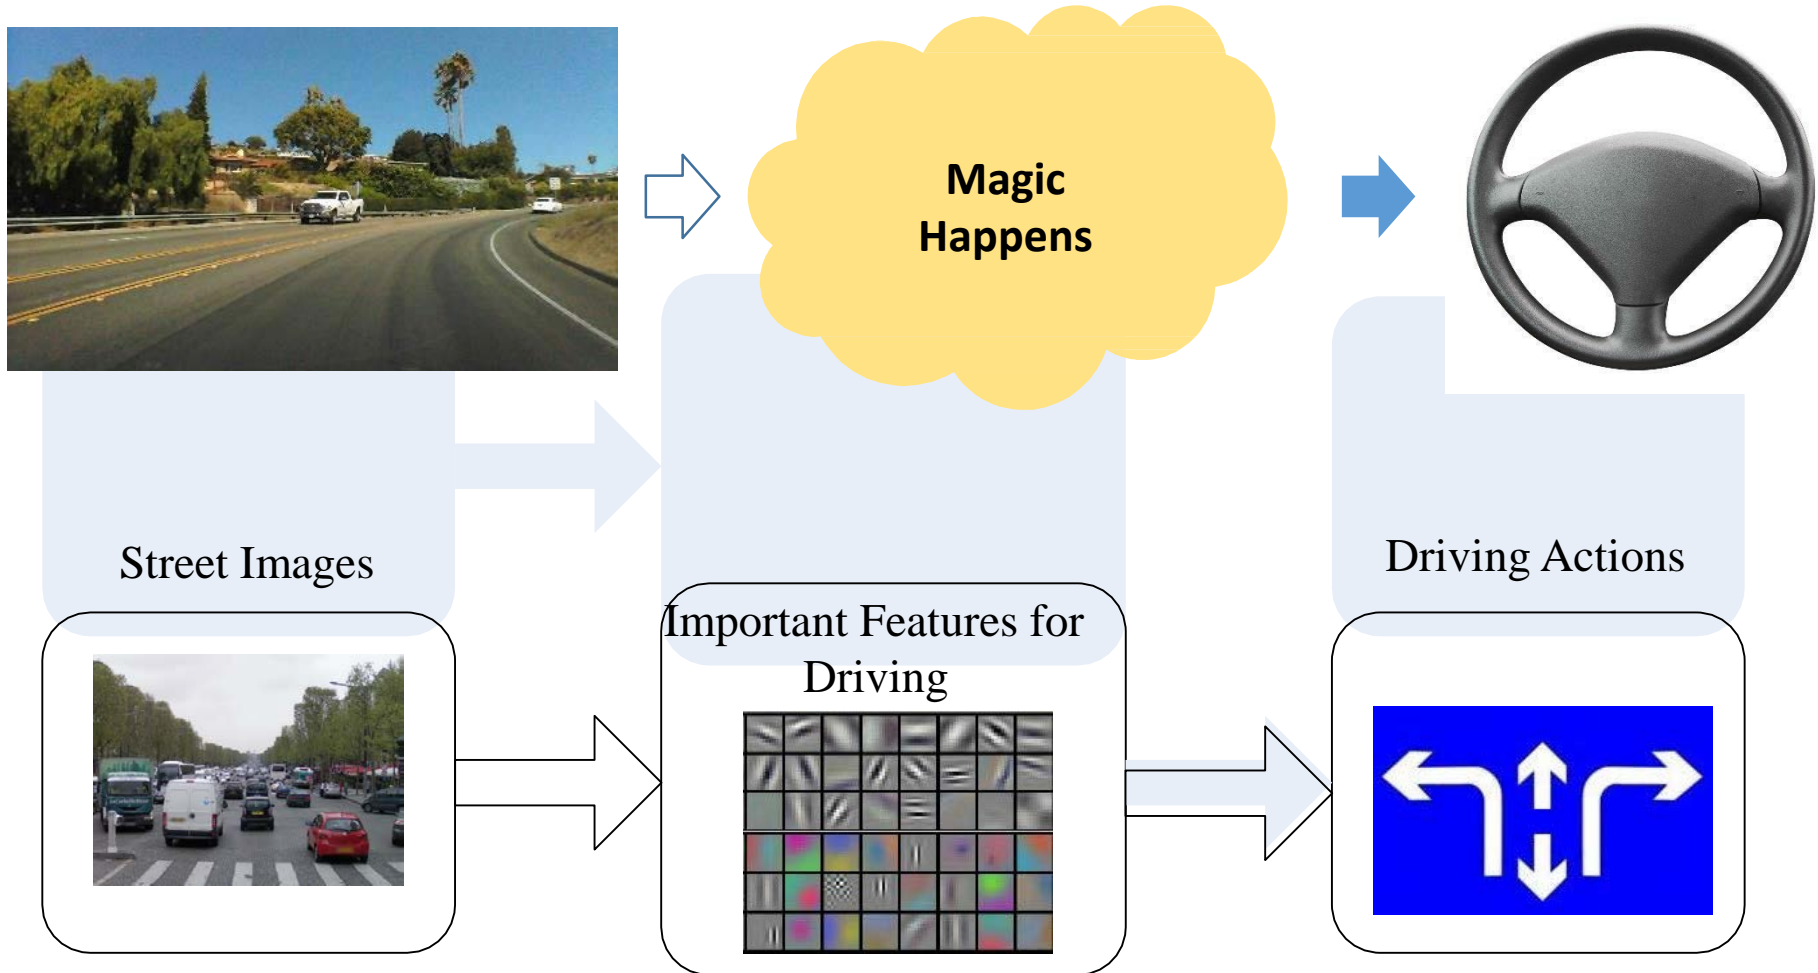 Magic
Happens
Street Images
Important Features for
Driving
Driving Actions